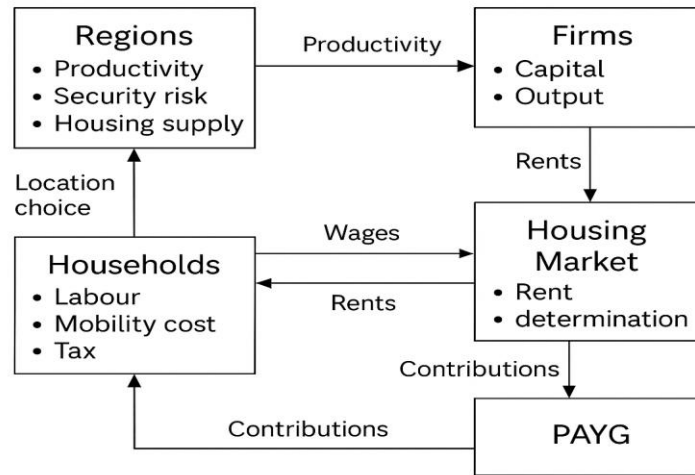 Regions
• Productivity
• Security risk
• Housing supply
Productivity
Firms
• Capital
• Output
Location
choice
Rents
Households
• Labour
• Mobility cost
• Tax
Wages
Rents
Housing
Market
• Rent
• determination
Contributions
Contributions
PAYG